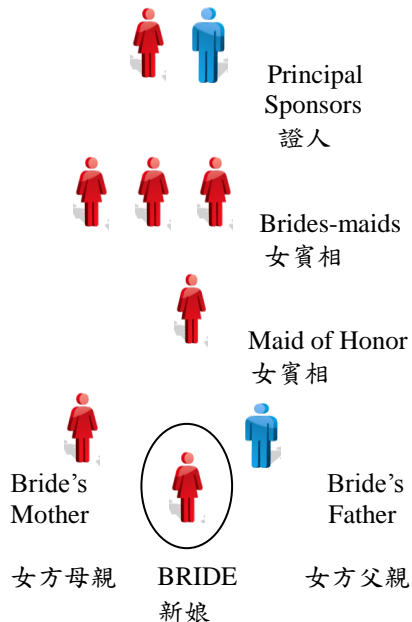 Principal
Sponsors
證人
Brides-maids
女賓相
Maid of Honor
女賓相
Bride's
Mother
Bride's
Father
女方母親 BRIDE 女方父親
新娘